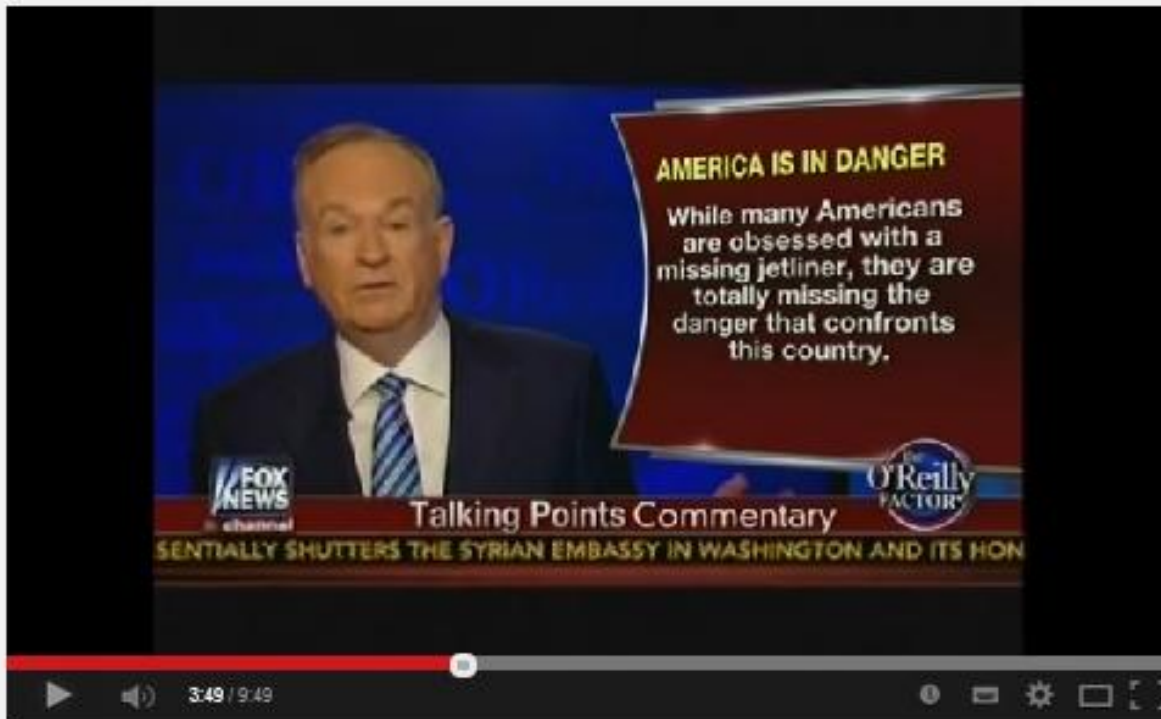 AMERICA IS IN DANGER
While many Americans
are obsessed with a
missing jetliner, they are
totally missing the
danger that confronts
this country.
FOX
NEWS
channel
The
O'Reilly
FACTOR
Talking Points Commentary
SENTIALLY SHUTTERS THE SYRIAN EMBASSY IN WASHINGTON AND ITS HON
3:49 / 9:49